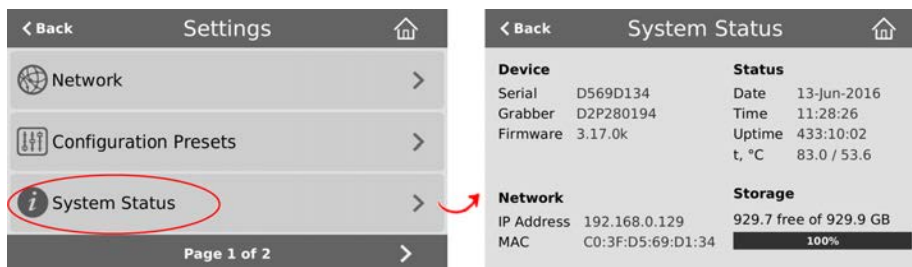 < Back Settings
Network >
Configuration Presets >
i System Status >
Page 1 of 2 >
< Back System Status
Device
Serial D569D134
Grabber D2P280194
Firmware 3.17.0k
Status
Date 13-Jun-2016
Time 11:28:26
Uptime 433:10:02
t, °C 83.0 / 53.6
Network
IP Address 192.168.0.129
MAC C0:3F:D5:69:D1:34
Storage
929.7 free of 929.9 GB
100%